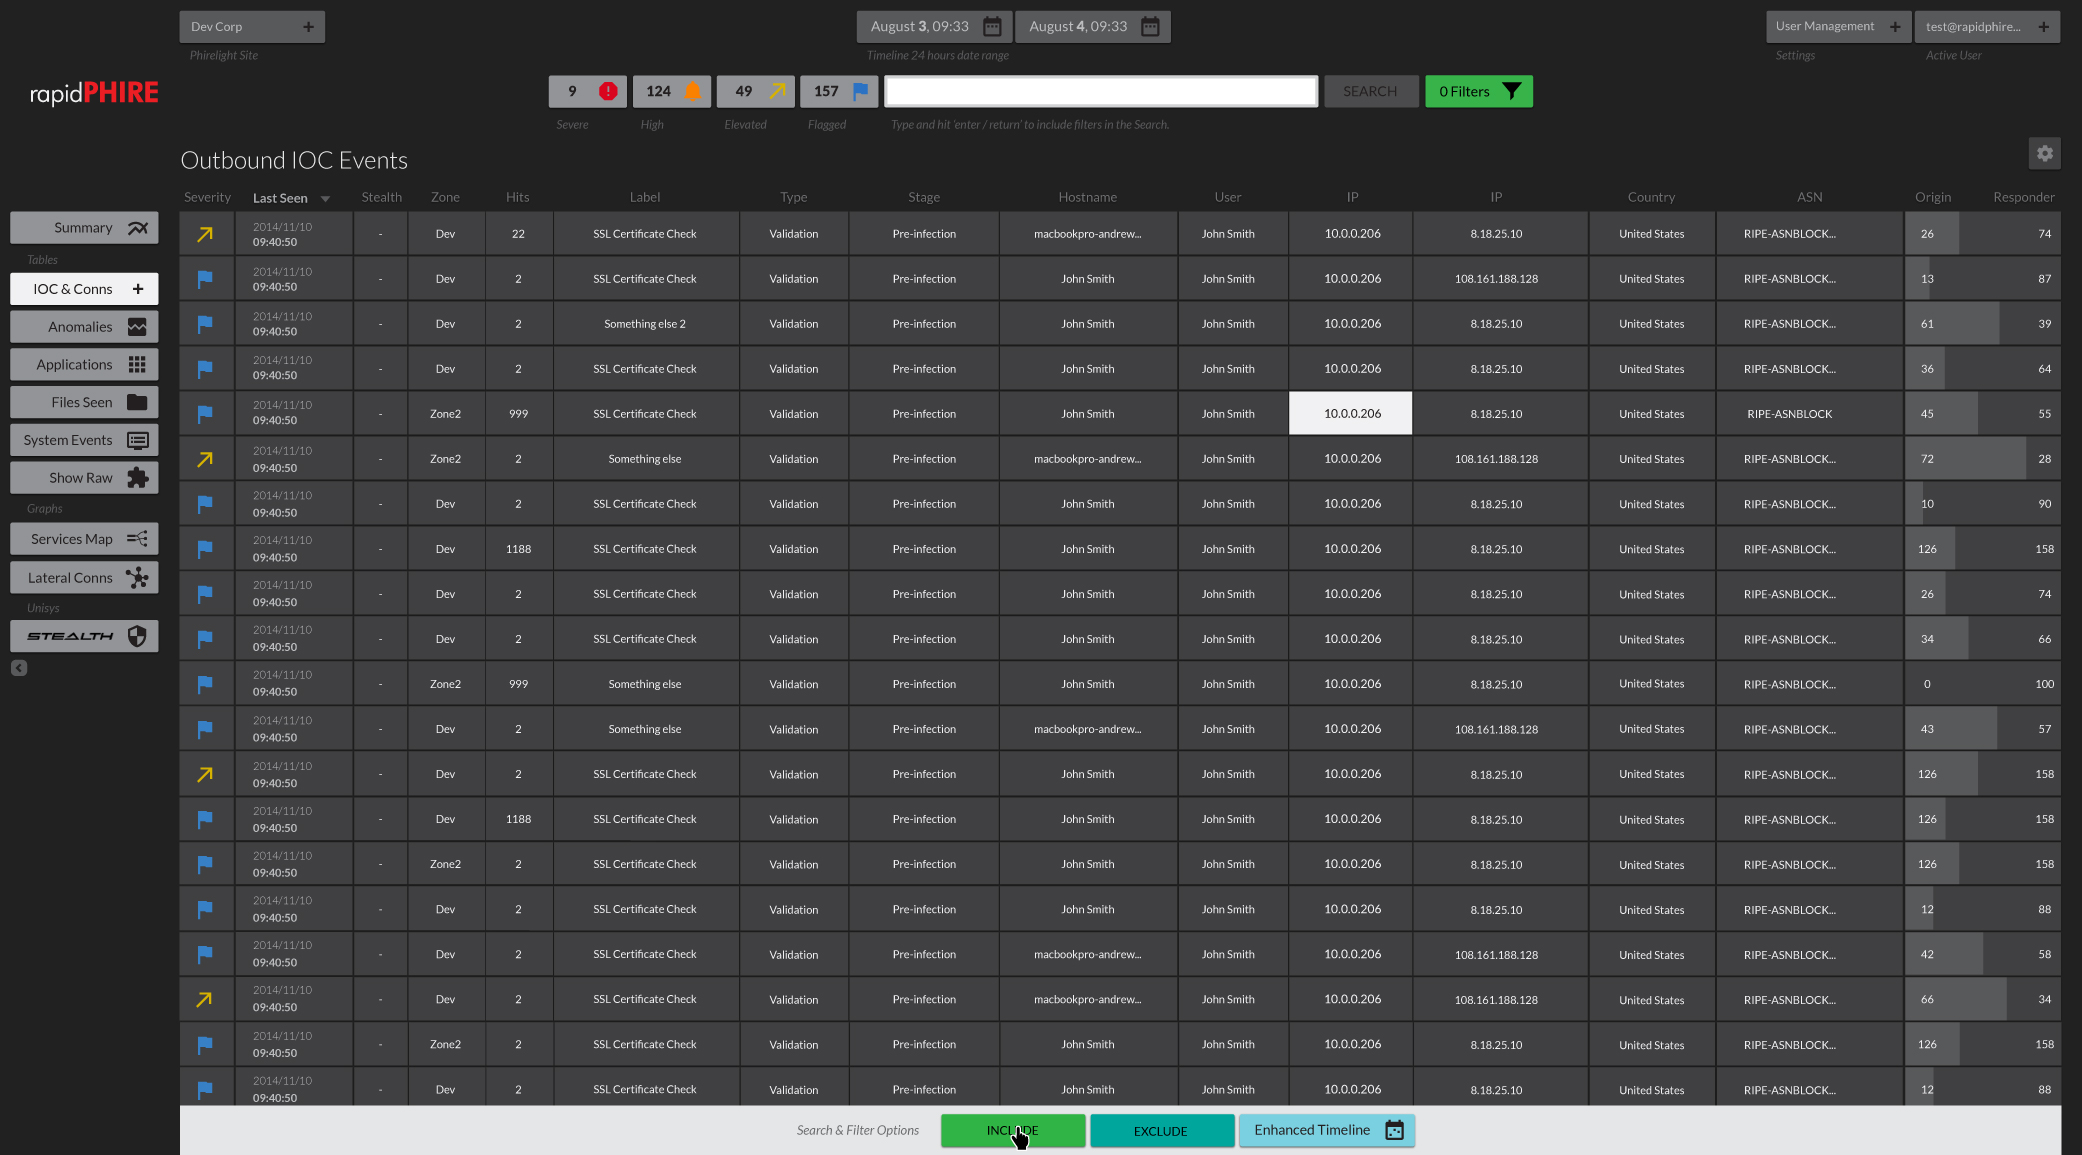 Dev Corp +
August 3, 09:33 August 4, 09:33
User Management + test@rapidphire... +
Phirelight Site
Timeline 24 hours date range
Settings Active User
rapidPHIRE
9 124 49 157 SEARCH 0 Filters
Severe High Elevated Flagged Type and hit 'enter / return' to include filters in the Search.
Outbound IOC Events
Severity Last Seen Stealth Zone Hits Label Type Stage Hostname User IP IP Country ASN Origin Responder
Summary
Tables
IOC & Conns +
Anomalies
Applications
Files Seen
System Events
Show Raw
Graphs
Services Map
Lateral Conns
Unisys
STEALTH
2014/11/10 09:40:50 - Dev 22 SSL Certificate Check Validation Pre-infection macbookpro-andrew... John Smith 10.0.0.206 8.18.25.10 United States RIPE-ASNBLOCK... 26 74
2014/11/10 09:40:50 - Dev 2 SSL Certificate Check Validation Pre-infection John Smith John Smith 10.0.0.206 108.161.188.128 United States RIPE-ASNBLOCK... 13 87
2014/11/10 09:40:50 - Dev 2 Something else 2 Validation Pre-infection John Smith John Smith 10.0.0.206 8.18.25.10 United States RIPE-ASNBLOCK... 61 39
2014/11/10 09:40:50 - Dev 2 SSL Certificate Check Validation Pre-infection John Smith John Smith 10.0.0.206 8.18.25.10 United States RIPE-ASNBLOCK... 36 64
2014/11/10 09:40:50 - Zone2 999 SSL Certificate Check Validation Pre-infection John Smith John Smith 10.0.0.206 8.18.25.10 United States RIPE-ASNBLOCK 45 55
2014/11/10 09:40:50 - Zone2 2 Something else Validation Pre-infection macbookpro-andrew... John Smith 10.0.0.206 108.161.188.128 United States RIPE-ASNBLOCK... 72 28
2014/11/10 09:40:50 - Dev 2 SSL Certificate Check Validation Pre-infection John Smith John Smith 10.0.0.206 8.18.25.10 United States RIPE-ASNBLOCK... 10 90
2014/11/10 09:40:50 - Dev 1188 SSL Certificate Check Validation Pre-infection John Smith John Smith 10.0.0.206 8.18.25.10 United States RIPE-ASNBLOCK... 126 158
2014/11/10 09:40:50 - Dev 2 SSL Certificate Check Validation Pre-infection John Smith John Smith 10.0.0.206 8.18.25.10 United States RIPE-ASNBLOCK... 26 74
2014/11/10 09:40:50 - Dev 2 SSL Certificate Check Validation Pre-infection John Smith John Smith 10.0.0.206 8.18.25.10 United States RIPE-ASNBLOCK... 34 66
2014/11/10 09:40:50 - Zone2 999 Something else Validation Pre-infection John Smith John Smith 10.0.0.206 8.18.25.10 United States RIPE-ASNBLOCK... 0 100
2014/11/10 09:40:50 - Dev 2 Something else Validation Pre-infection macbookpro-andrew... John Smith 10.0.0.206 108.161.188.128 United States RIPE-ASNBLOCK... 43 57
2014/11/10 09:40:50 - Dev 2 SSL Certificate Check Validation Pre-infection John Smith John Smith 10.0.0.206 8.18.25.10 United States RIPE-ASNBLOCK... 126 158
2014/11/10 09:40:50 - Dev 1188 SSL Certificate Check Validation Pre-infection John Smith John Smith 10.0.0.206 8.18.25.10 United States RIPE-ASNBLOCK... 126 158
2014/11/10 09:40:50 - Zone2 2 SSL Certificate Check Validation Pre-infection John Smith John Smith 10.0.0.206 8.18.25.10 United States RIPE-ASNBLOCK... 126 158
2014/11/10 09:40:50 - Dev 2 SSL Certificate Check Validation Pre-infection John Smith John Smith 10.0.0.206 8.18.25.10 United States RIPE-ASNBLOCK... 12 88
2014/11/10 09:40:50 - Dev 2 SSL Certificate Check Validation Pre-infection macbookpro-andrew... John Smith 10.0.0.206 108.161.188.128 United States RIPE-ASNBLOCK... 42 58
2014/11/10 09:40:50 - Dev 2 SSL Certificate Check Validation Pre-infection macbookpro-andrew... John Smith 10.0.0.206 108.161.188.128 United States RIPE-ASNBLOCK... 66 34
2014/11/10 09:40:50 - Zone2 2 SSL Certificate Check Validation Pre-infection John Smith John Smith 10.0.0.206 8.18.25.10 United States RIPE-ASNBLOCK... 126 158
2014/11/10 09:40:50 - Dev 2 SSL Certificate Check Validation Pre-infection John Smith John Smith 10.0.0.206 8.18.25.10 United States RIPE-ASNBLOCK... 12 88
Search & Filter Options INCLUDE EXCLUDE Enhanced Timeline